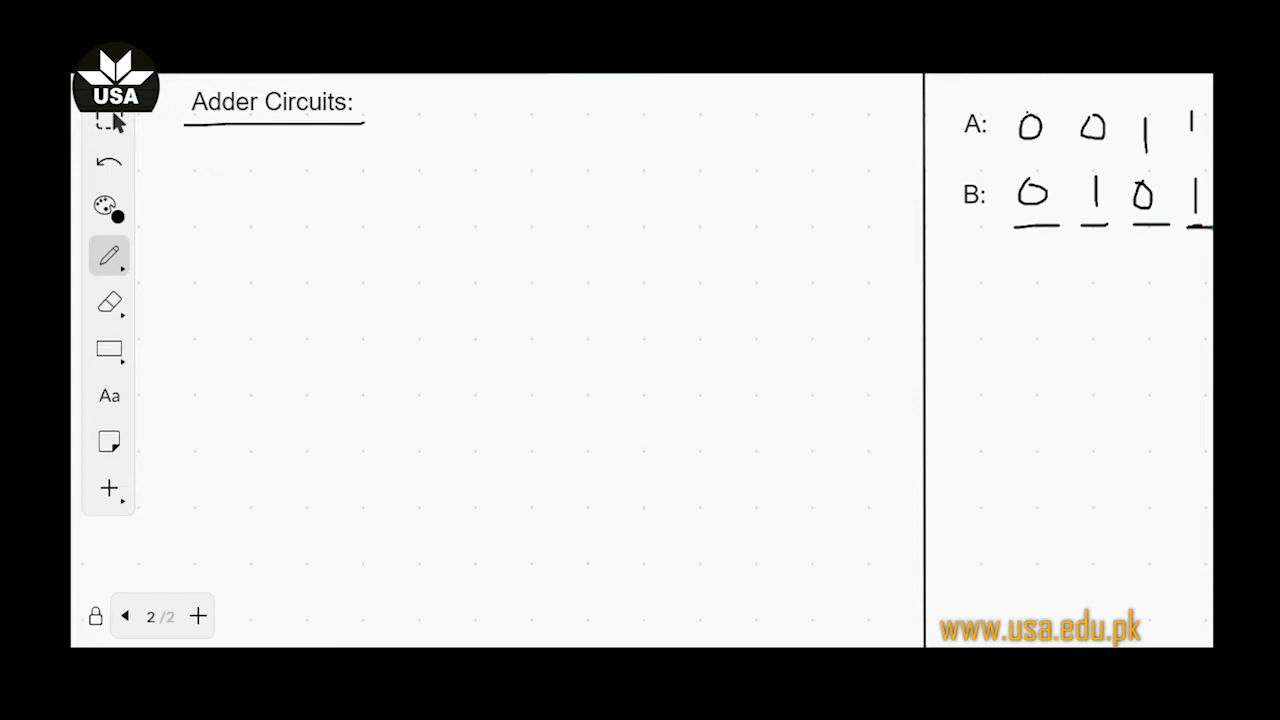 USA
Adder Circuits:
A: 0 0 1 1
B: 0 1 0 1
Aa
2 /2
www.usa.edu.pk